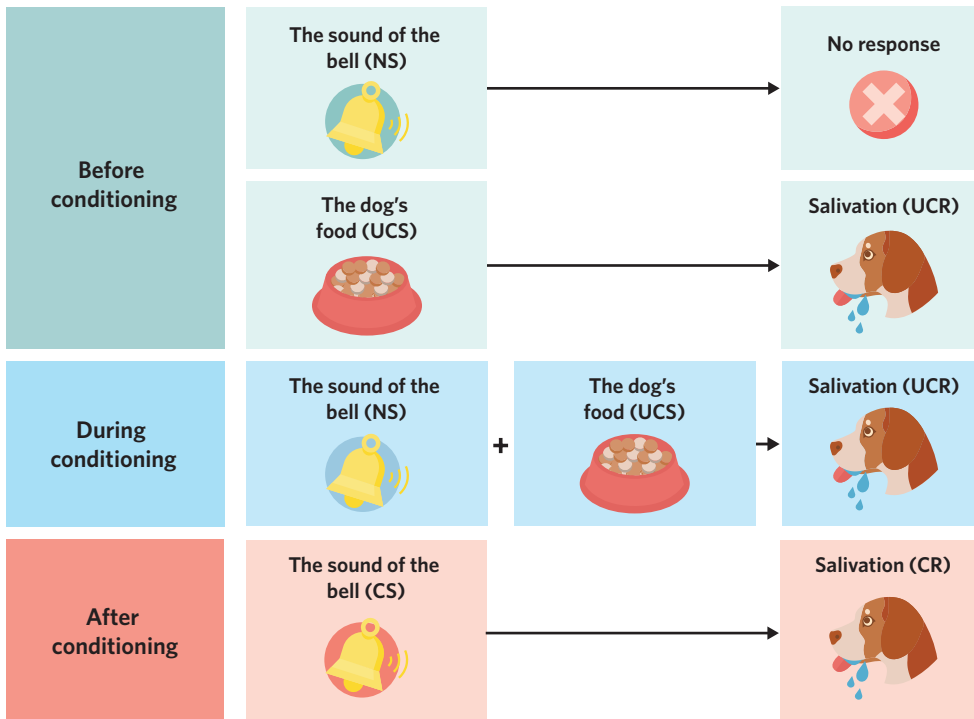 Before
conditioning
The sound of the
bell (NS)
No response
The dog's
food (UCS)
Salivation (UCR)
During
conditioning
The sound of the
bell (NS)
+
The dog's
food (UCS)
Salivation (UCR)
After
conditioning
The sound of the
bell (CS)
Salivation (CR)